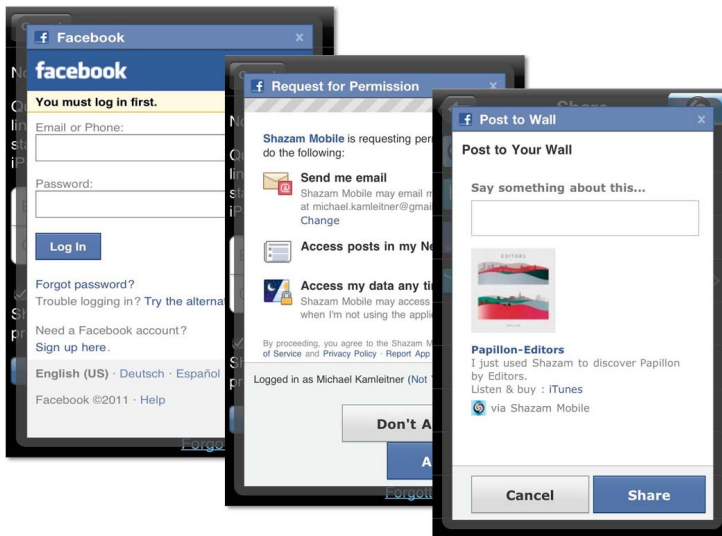 Facebook
x
facebook
You must log in first.
Email or Phone:
Password:
Log In
Forgot password?
Trouble logging in? Try the alterna
Need a Facebook account?
Sign up here.
English (US) · Deutsch · Español
Facebook ©2011 · Help
Forgo
Request for Permission
x
Shazam Mobile is requesting per
do the following:
Send me email
Shazam Mobile may email m
at michael.kamleitner@gmai
Change
Access posts in my Ne
Access my data any ti
Shazam Mobile may access
when I'm not using the applic
By proceeding, you agree to the Shazam M
of Service and Privacy Policy · Report App
Logged in as Michael Kamleitner (Not
Don't A
A
Forgott
Share
Post to Wall
x
Post to Your Wall
Say something about this...
EDITORS
Papillon-Editors
I just used Shazam to discover Papillon
by Editors.
Listen & buy : iTunes
via Shazam Mobile
Cancel
Share